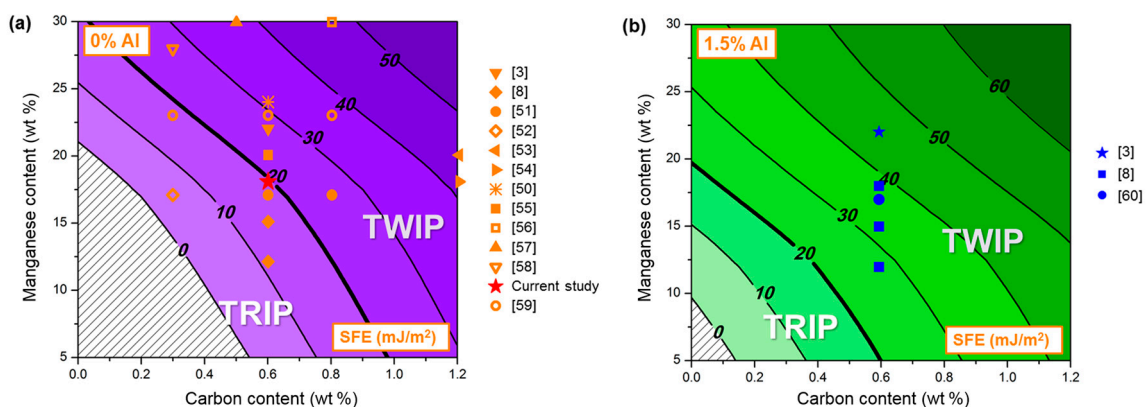 (a)
0% Al
50
40
30
20
10
0
TWIP
TRIP
SFE (mJ/m²)
Manganese content (wt %)
30
25
20
15
10
5
0.0 0.2 0.4 0.6 0.8 1.0 1.2
Carbon content (wt %)
[3]
[8]
[51]
[52]
[53]
[54]
[50]
[55]
[56]
[57]
[58]
Current study
[59]
(b)
1.5% Al
60
50
40
30
20
10
0
TWIP
TRIP
SFE (mJ/m²)
Manganese content (wt %)
30
25
20
15
10
5
0.0 0.2 0.4 0.6 0.8 1.0 1.2
Carbon content (wt %)
[3]
[8]
[60]